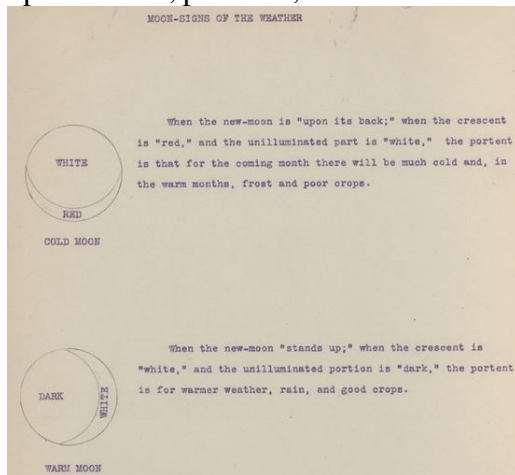 MOON-SIGNS OF THE WEATHER
When the new-moon is "upon its back;" when the crescent
is "red," and the unilluminated part is "white," the portent
is that for the coming month there will be much cold and, in
the warm months, frost and poor crops.
WHITE
RED
COLD MOON
When the new-moon "stands up;" when the crescent is
"white," and the unilluminated portion is "dark," the portent
is for warmer weather, rain, and good crops.
DARK
WHITE
WARM MOON